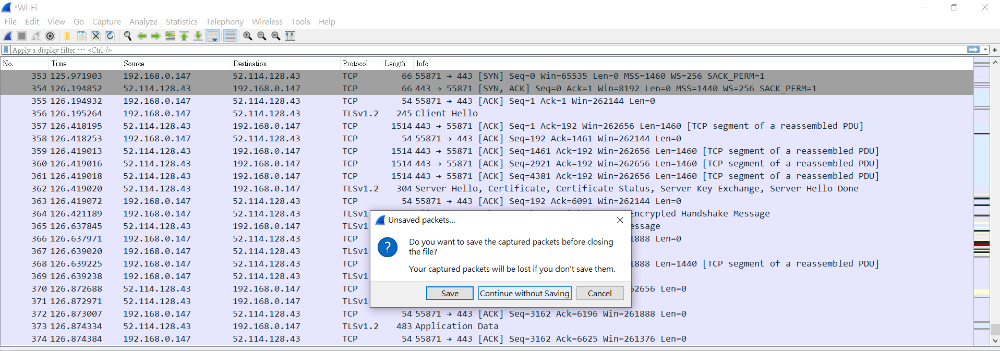 *Wi-Fi
File Edit View Go Capture Analyze Statistics Telephony Wireless Tools Help
Apply a display filter ··· <Ctrl-/>
No. Time Source Destination Protocol Length Info
353 125.971903 192.168.0.147 52.114.128.43 TCP 66 55871 → 443 [SYN] Seq=0 Win=65535 Len=0 MSS=1460 WS=256 SACK_PERM=1
354 126.194852 52.114.128.43 192.168.0.147 TCP 66 443 → 55871 [SYN, ACK] Seq=0 Ack=1 Win=8192 Len=0 MSS=1440 WS=256 SACK_PERM=1
355 126.194932 192.168.0.147 52.114.128.43 TCP 54 55871 → 443 [ACK] Seq=1 Ack=1 Win=262144 Len=0
356 126.195264 192.168.0.147 52.114.128.43 TLSv1.2 245 Client Hello
357 126.418195 52.114.128.43 192.168.0.147 TCP 1514 443 → 55871 [ACK] Seq=1 Ack=192 Win=262656 Len=1460 [TCP segment of a reassembled PDU]
358 126.418253 192.168.0.147 52.114.128.43 TCP 54 55871 → 443 [ACK] Seq=192 Ack=1461 Win=262144 Len=0
359 126.419013 52.114.128.43 192.168.0.147 TCP 1514 443 → 55871 [ACK] Seq=1461 Ack=192 Win=262656 Len=1460 [TCP segment of a reassembled PDU]
360 126.419016 52.114.128.43 192.168.0.147 TCP 1514 443 → 55871 [ACK] Seq=2921 Ack=192 Win=262656 Len=1460 [TCP segment of a reassembled PDU]
361 126.419018 52.114.128.43 192.168.0.147 TCP 1514 443 → 55871 [ACK] Seq=4381 Ack=192 Win=262656 Len=1460 [TCP segment of a reassembled PDU]
362 126.419020 52.114.128.43 192.168.0.147 TLSv1.2 304 Server Hello, Certificate, Certificate Status, Server Key Exchange, Server Hello Done
363 126.419072 192.168.0.147 52.114.128.43 TCP 54 55871 → 443 [ACK] Seq=192 Ack=6091 Win=262144 Len=0
364 126.421189 192.168.0.147 52.114.128.43 TLSv1. Encrypted Handshake Message
365 126.637845 52.114.128.43 192.168.0.147 TLSv1. essage
366 126.637971 192.168.0.147 52.114.128.43 TCP 1888 Len=0
367 126.639020 192.168.0.147 52.114.128.43 TLSv1.
368 126.639225 192.168.0.147 52.114.128.43 TCP 1888 Len=1440 [TCP segment of a reassembled PDU]
369 126.639238 192.168.0.147 52.114.128.43 TLSv1.
370 126.872688 52.114.128.43 192.168.0.147 TCP 62656 Len=0
371 126.872971 52.114.128.43 192.168.0.147 TLSv1.
372 126.873007 192.168.0.147 52.114.128.43 TCP 54 55871 → 443 [ACK] Seq=3162 Ack=6196 Win=261888 Len=0
373 126.874334 52.114.128.43 192.168.0.147 TLSv1.2 483 Application Data
374 126.874384 192.168.0.147 52.114.128.43 TCP 54 55871 → 443 [ACK] Seq=3162 Ack=6625 Win=261376 Len=0
Unsaved packets...
Do you want to save the captured packets before closing
the file?
Your captured packets will be lost if you don't save them.
Save Continue without Saving Cancel